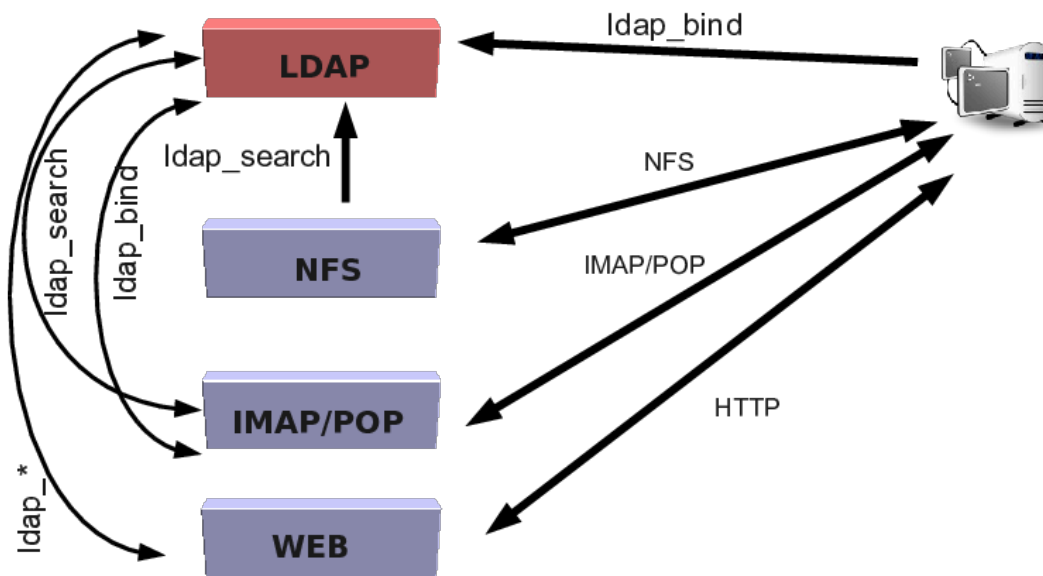 ldap_bind
LDAP
ldap_search
NFS
NFS
ldap_search
ldap_bind
IMAP/POP
IMAP/POP
HTTP
ldap_*
WEB